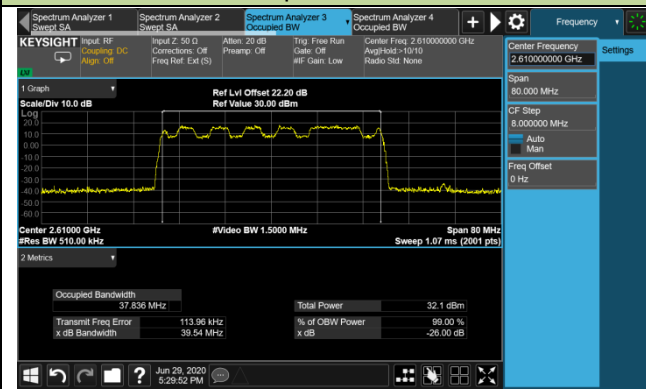 Spectrum Analyzer 1
Swept SA
Spectrum Analyzer 2
Swept SA
Spectrum Analyzer 3
Occupied BW
Spectrum Analyzer 4
Occupied BW
Frequency
KEYSIGHT
Input: RF
Coupling: DC
Align: Off
Input Z: 50 Ω
Corrections: Off
Freq Ref: Ext (S)
Atten: 20 dB
Preamp: Off
Trig: Free Run
Gate: Off
#IF Gain: Low
Center Freq: 2.610000000 GHz
Avg|Hold:>10/10
Radio Std: None
LXI
Center Frequency
2.610000000 GHz
Settings
Span
80.000 MHz
CF Step
8.000000 MHz
Auto
Man
Freq Offset
0 Hz
1 Graph
Scale/Div 10.0 dB
Ref Lvl Offset 22.20 dB
Ref Value 30.00 dBm
Log
20.0
10.0
0.00
-10.0
-20.0
-30.0
-40.0
-50.0
-60.0
Center 2.61000 GHz
#Res BW 510.00 kHz
#Video BW 1.5000 MHz
Span 80 MHz
Sweep 1.07 ms (2001 pts)
2 Metrics
Occupied Bandwidth
37.836 MHz
Total Power 32.1 dBm
Transmit Freq Error 113.96 kHz
% of OBW Power 99.00 %
x dB Bandwidth 39.54 MHz
x dB -26.00 dB
?
Jun 29, 2020
5:29:52 PM